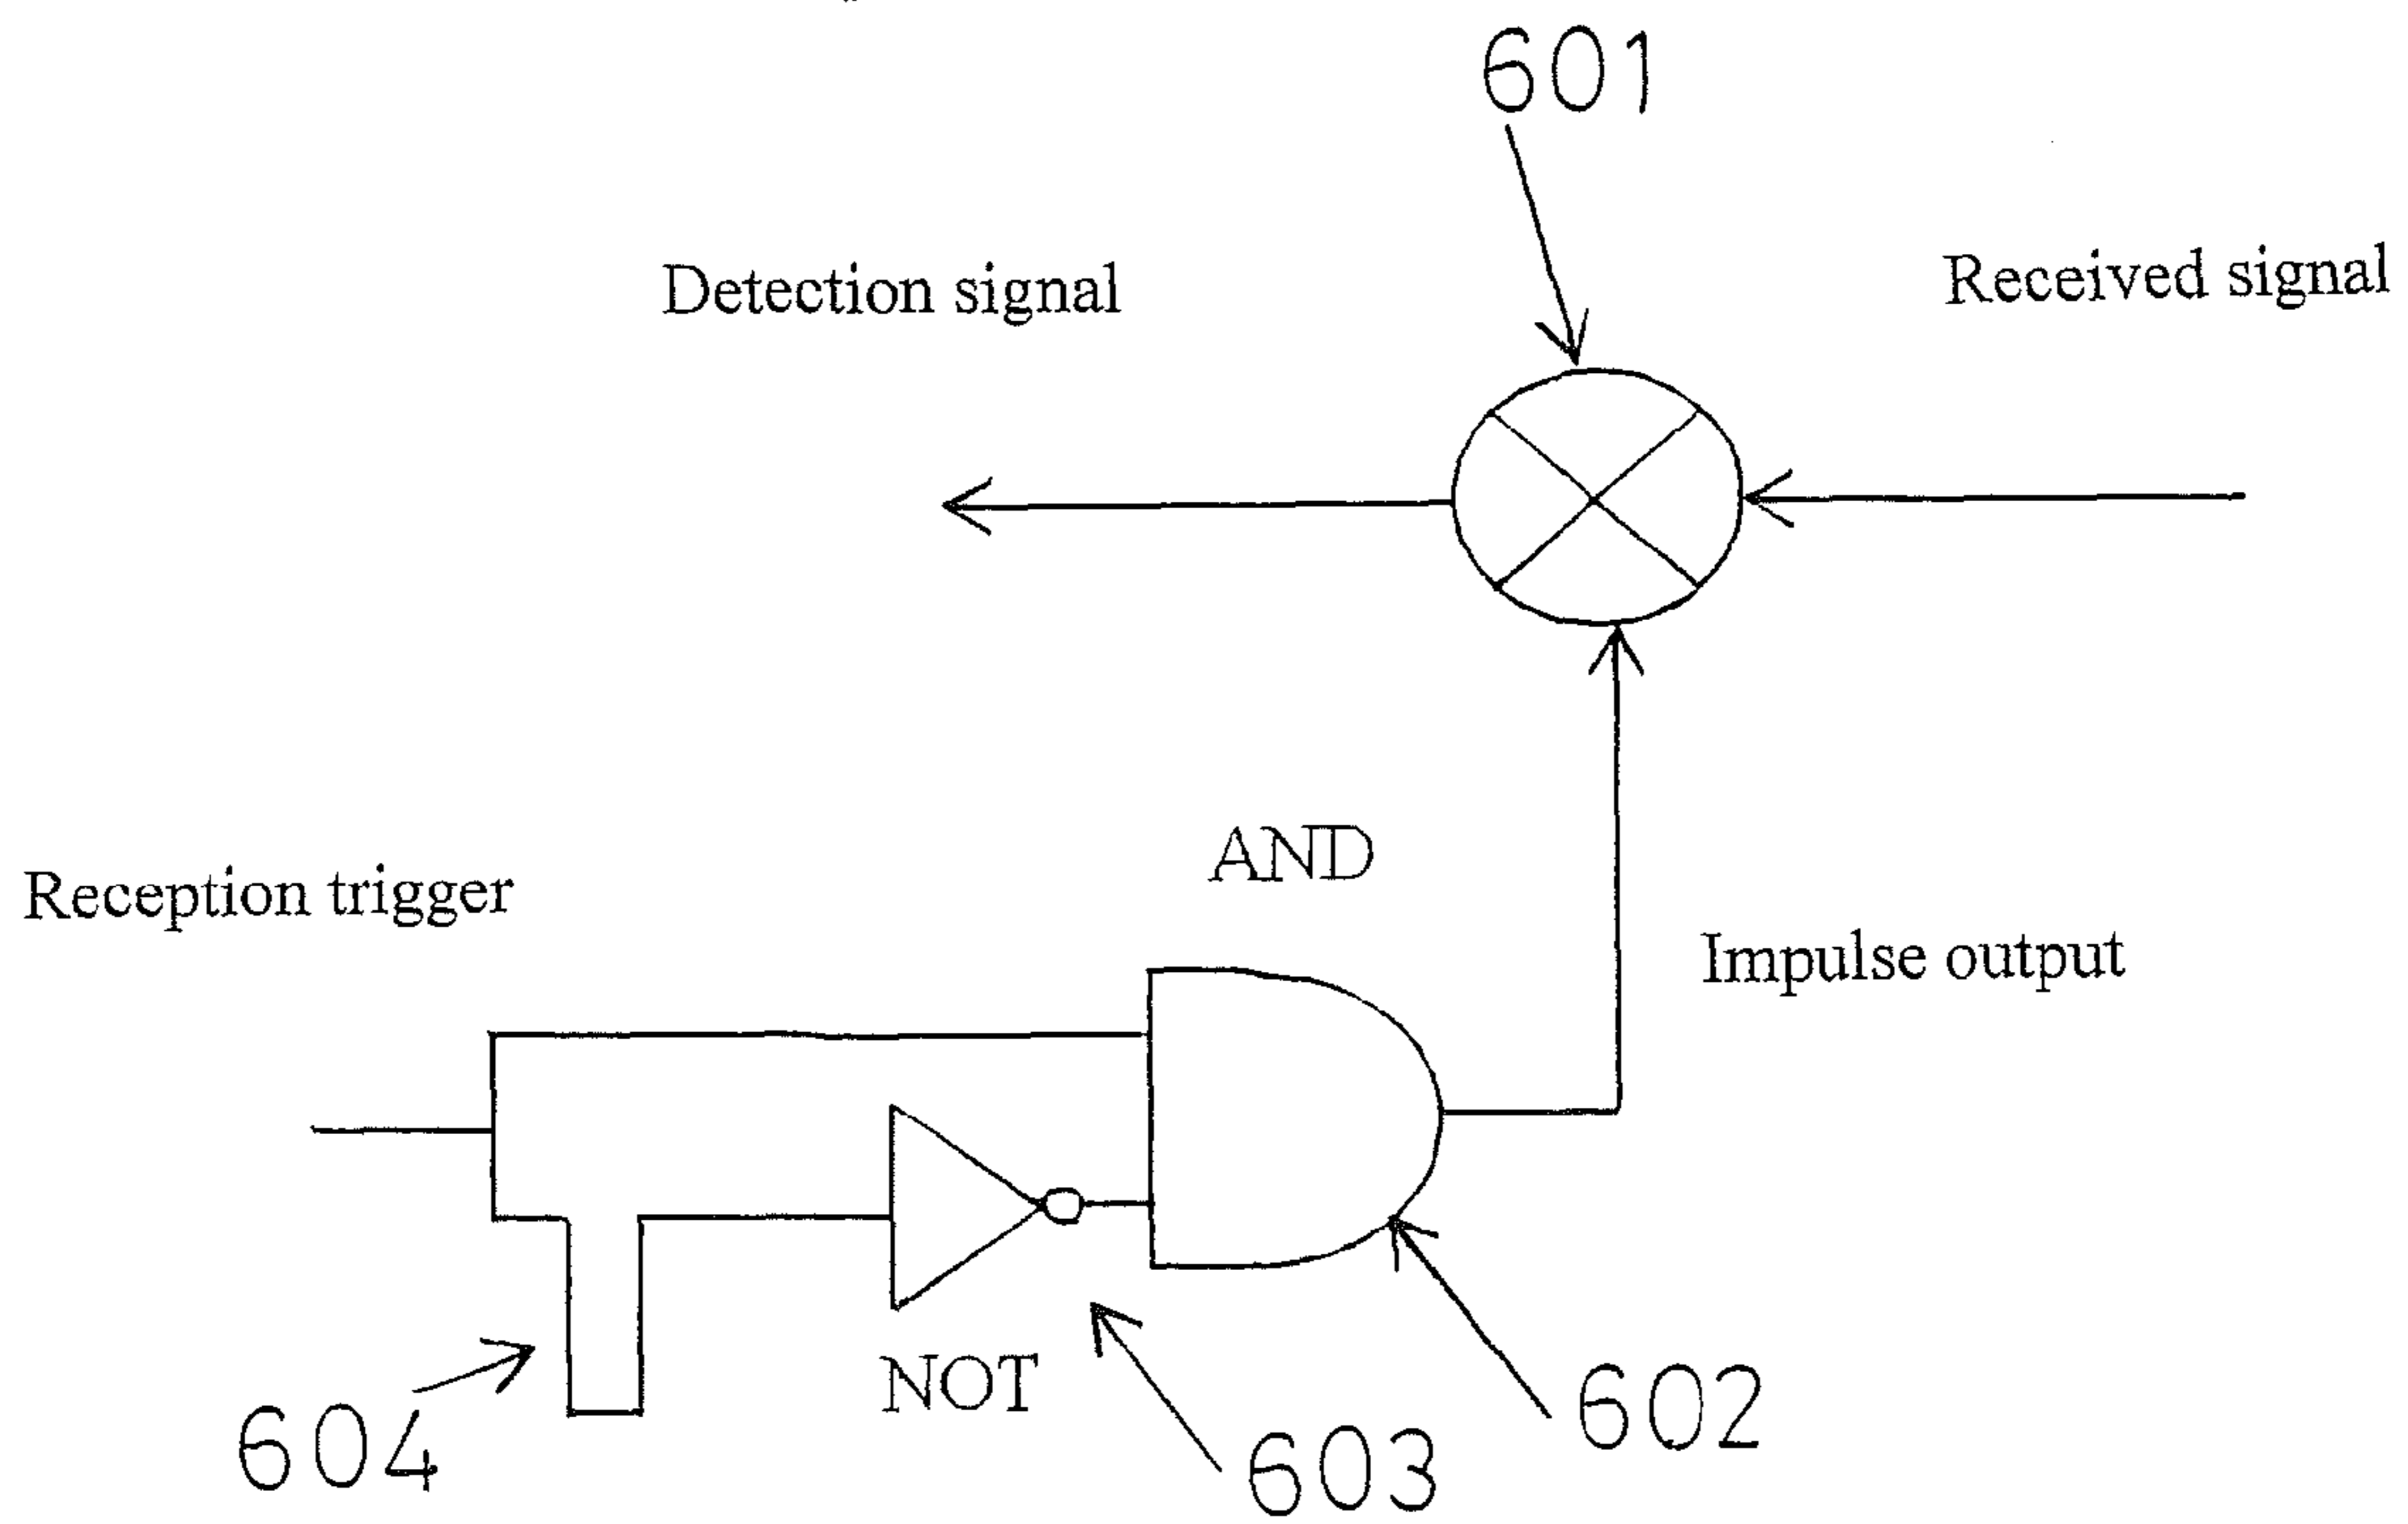 601
Detection signal
Received signal
AND
Reception trigger
Impulse output
NOT
602
604
603